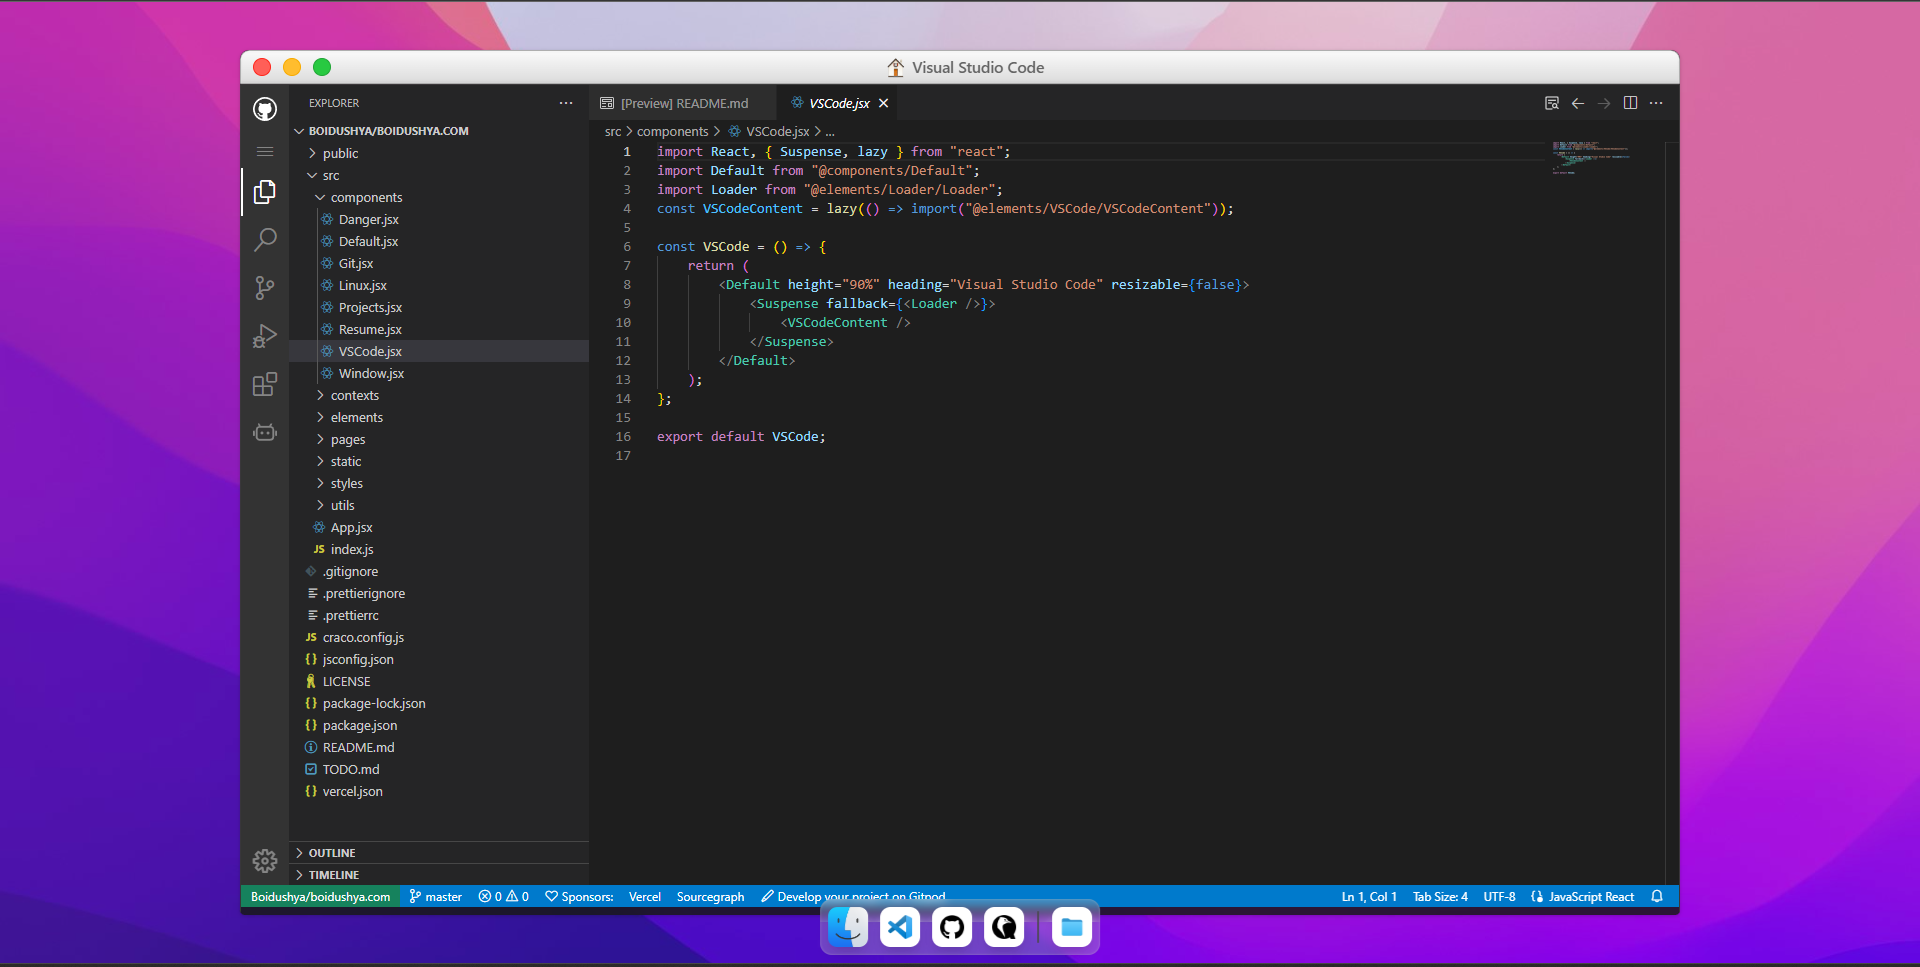 Visual Studio Code
EXPLORER
BOIDUSHYA/BOIDUSHYA.COM
public
src
components
Danger.jsx
Default.jsx
Git.jsx
Linux.jsx
Projects.jsx
Resume.jsx
VSCode.jsx
Window.jsx
contexts
elements
pages
static
styles
utils
App.jsx
JS index.js
.gitignore
.prettierignore
.prettierrc
JS craco.config.js
{} jsconfig.json
LICENSE
{} package-lock.json
{} package.json
README.md
TODO.md
{} vercel.json
OUTLINE
TIMELINE
[Preview] README.md
VSCode.jsx
src > components > VSCode.jsx > ...
1 import React, { Suspense, lazy } from "react";
2 import Default from "@components/Default";
3 import Loader from "@elements/Loader/Loader";
4 const VSCodeContent = lazy(() => import("@elements/VSCode/VSCodeContent"));
5
6 const VSCode = () => {
7 return (
8 <Default height="90%" heading="Visual Studio Code" resizable={false}>
9 <Suspense fallback={<Loader />}>
10 <VSCodeContent />
11 </Suspense>
12 </Default>
13 );
14 };
15
16 export default VSCode;
17
Boidushya/boidushya.com master 0 0 Sponsors: Vercel Sourcegraph Develop your project on Gitpod Ln 1, Col 1 Tab Size: 4 UTF-8 JavaScript React